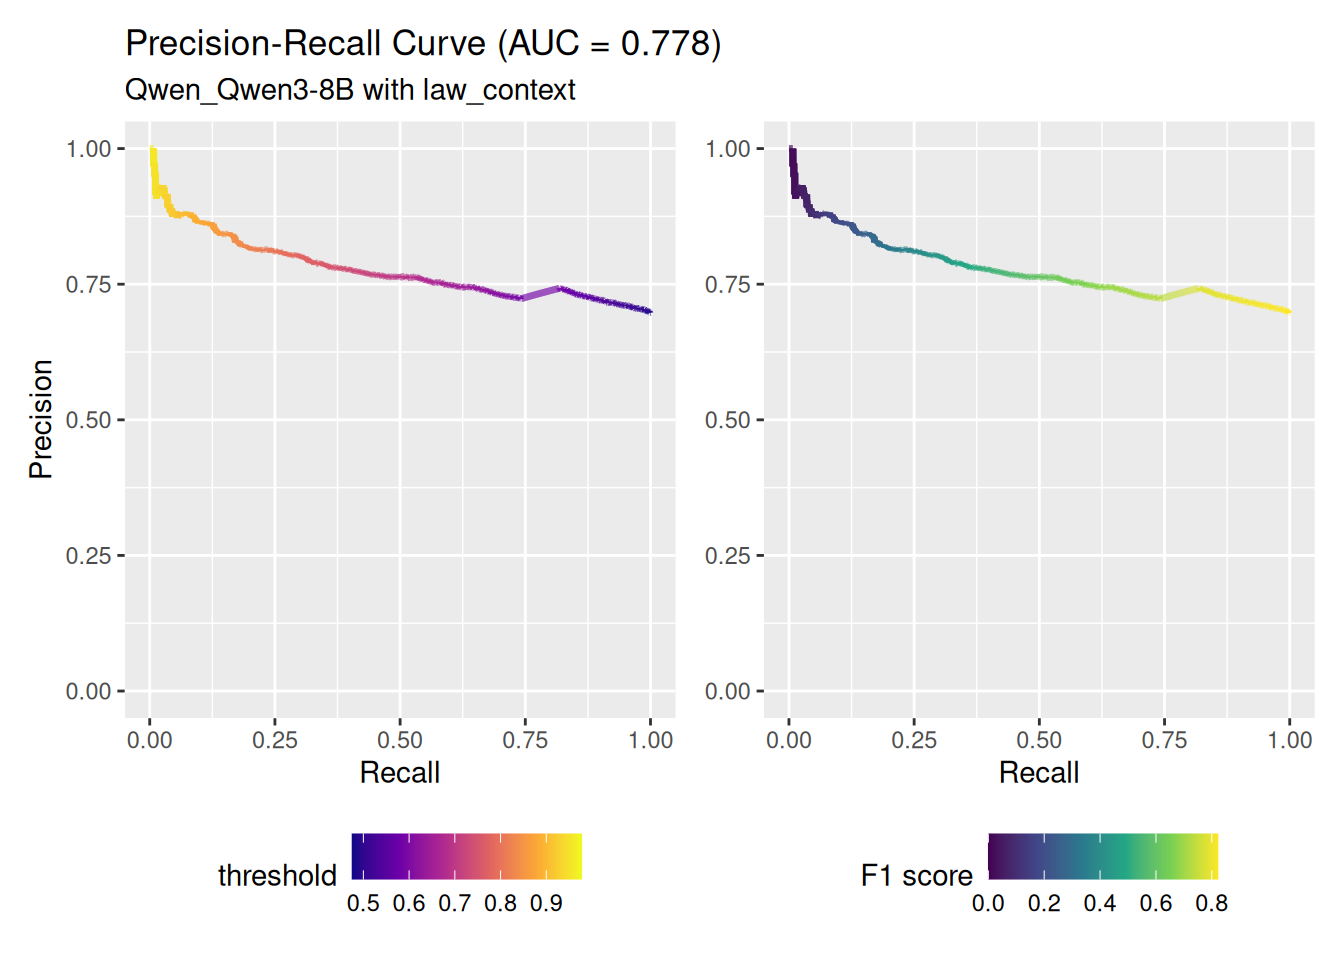 Precision-Recall Curve (AUC = 0.778)
Qwen_Qwen3-8B with law_context
Precision
1.00
0.75
0.50
0.25
0.00
0.00 0.25 0.50 0.75 1.00
Recall
1.00
0.75
0.50
0.25
0.00
0.00 0.25 0.50 0.75 1.00
Recall
threshold
0.5 0.6 0.7 0.8 0.9
F1 score
0.0 0.2 0.4 0.6 0.8